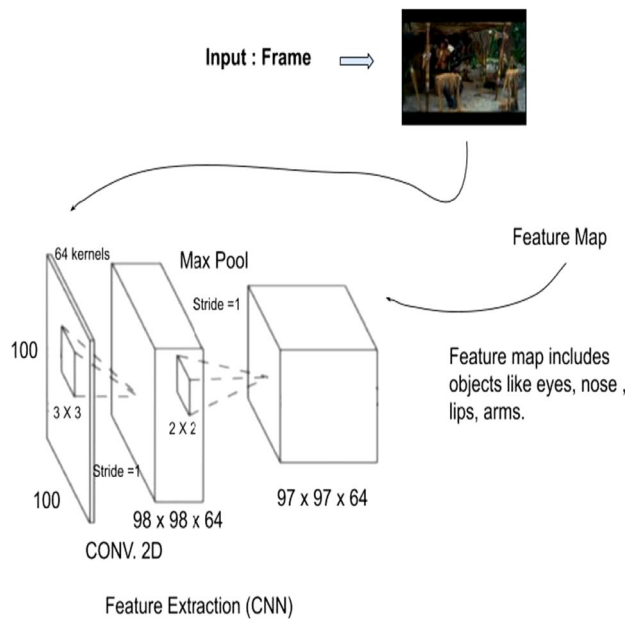 Input : Frame
64 kernels
Max Pool
Stride =1
Feature Map
100
3 X 3
2 X 2
Feature map includes
objects like eyes, nose ,
lips, arms.
Stride =1
100
98 x 98 x 64
97 x 97 x 64
CONV. 2D
Feature Extraction (CNN)